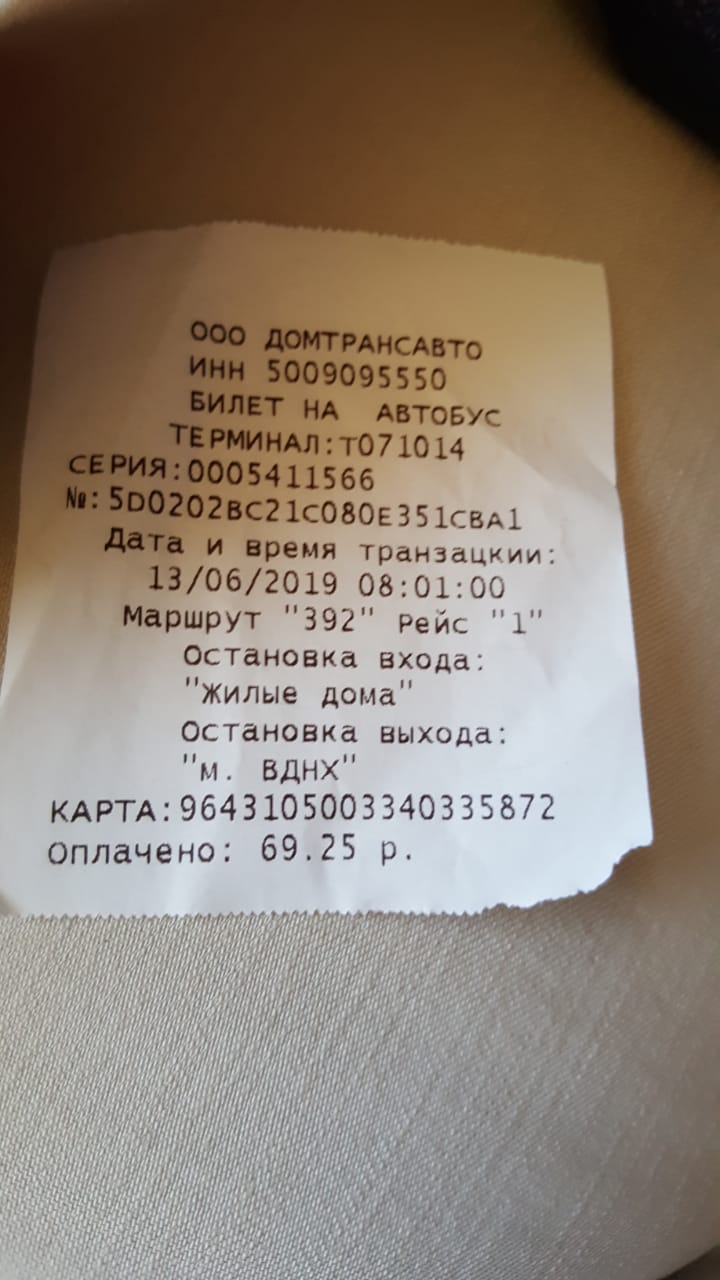 ООО ДОМТРАНСАВТО
ИНН 5009095550
БИЛЕТ НА АВТОБУС
ТЕРМИНАЛ:Т071014
СЕРИЯ:0005411566
№:5D0202BC21C080E351CBA1
Дата и время транзацкии:
13/06/2019 08:01:00
Маршрут "392" Рейс "1"
Остановка входа:
"Жилые дома"
Остановка выхода:
"м. ВДНХ"
КАРТА:9643105003340335872
Оплачено: 69.25 р.